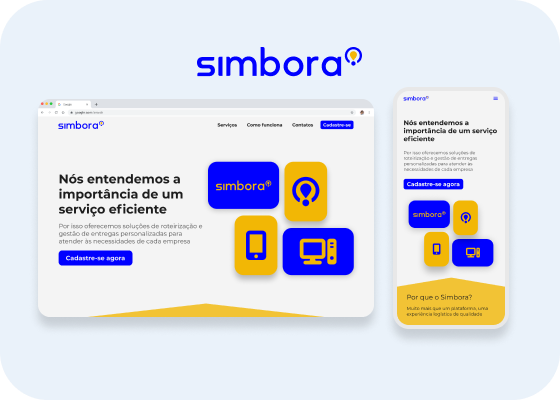 simbora
simbora
Serviços
Como funciona
Contatos
Cadastre-se
Nós entendemos a
importância de um
serviço eficiente
Por isso oferecemos soluções de roteirização e
gestão de entregas personalizadas para
atender às necessidades de cada empresa
Cadastre-se agora
simbora
simbora
Nós entendemos a
importância de um serviço
eficiente
Por isso oferecemos soluções de
roteirização e gestão de entregas
personalizadas para atender às
necessidades de cada empresa
Cadastre-se agora
simbora
Por que o Simbora?
Muito mais que um plataforma, uma
experiência logística de qualidade